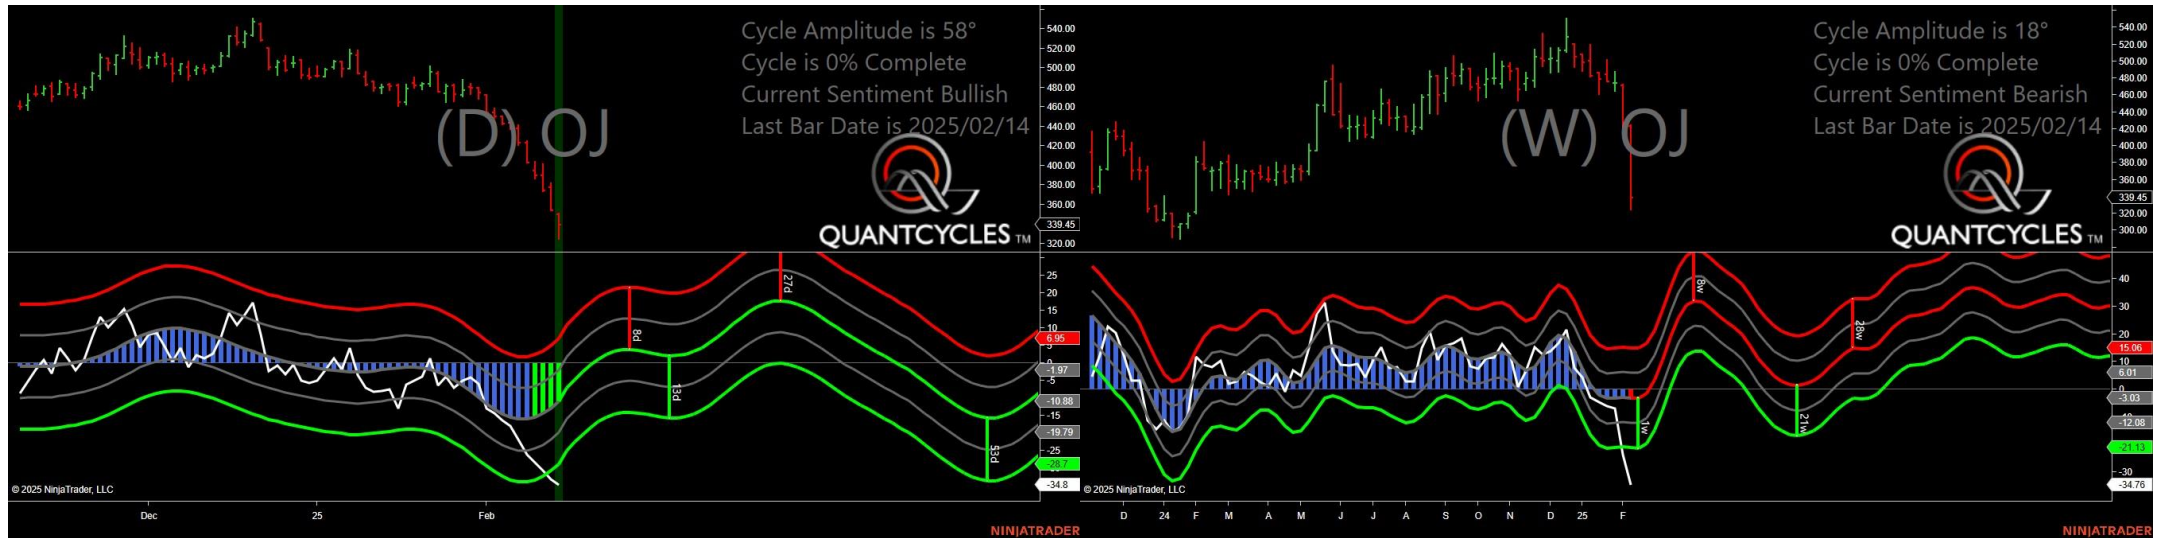 Cycle Amplitude is 58°
Cycle is 0% Complete
Current Sentiment Bullish
Last Bar Date is 2025/02/14
(D) OJ
QUANTCYCLES TM
540.00
520.00
500.00
480.00
460.00
440.00
420.00
400.00
380.00
360.00
339.45
320.00
8d
13d
27d
53d
25
20
15
10
6.95
5
0
-1.97
-5
-10.88
-15
-19.79
-25
-28.7
-34.8
© 2025 NinjaTrader, LLC
Dec 25 Feb
NINJATRADER
Cycle Amplitude is 18°
Cycle is 0% Complete
Current Sentiment Bearish
Last Bar Date is 2025/02/14
(W) OJ
QUANTCYCLES TM
540.00
520.00
500.00
480.00
460.00
440.00
420.00
400.00
380.00
360.00
339.45
320.00
300.00
1w
8w
21w
28w
40
30
20
15.06
10
6.01
0
-3.03
-12.08
-21.13
-30
-34.76
© 2025 NinjaTrader, LLC
D 24 F M A M J J A S O N D 25 F
NINJATRADER